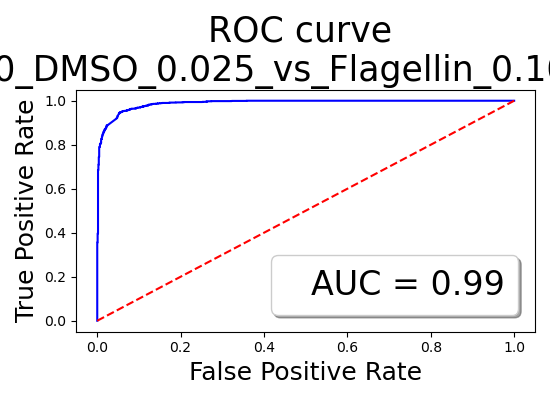 ROC curve
0_DMSO_0.025_vs_Flagellin_0.10
True Positive Rate
1.0
0.8
0.6
0.4
0.2
0.0
AUC = 0.99
0.0 0.2 0.4 0.6 0.8 1.0
False Positive Rate